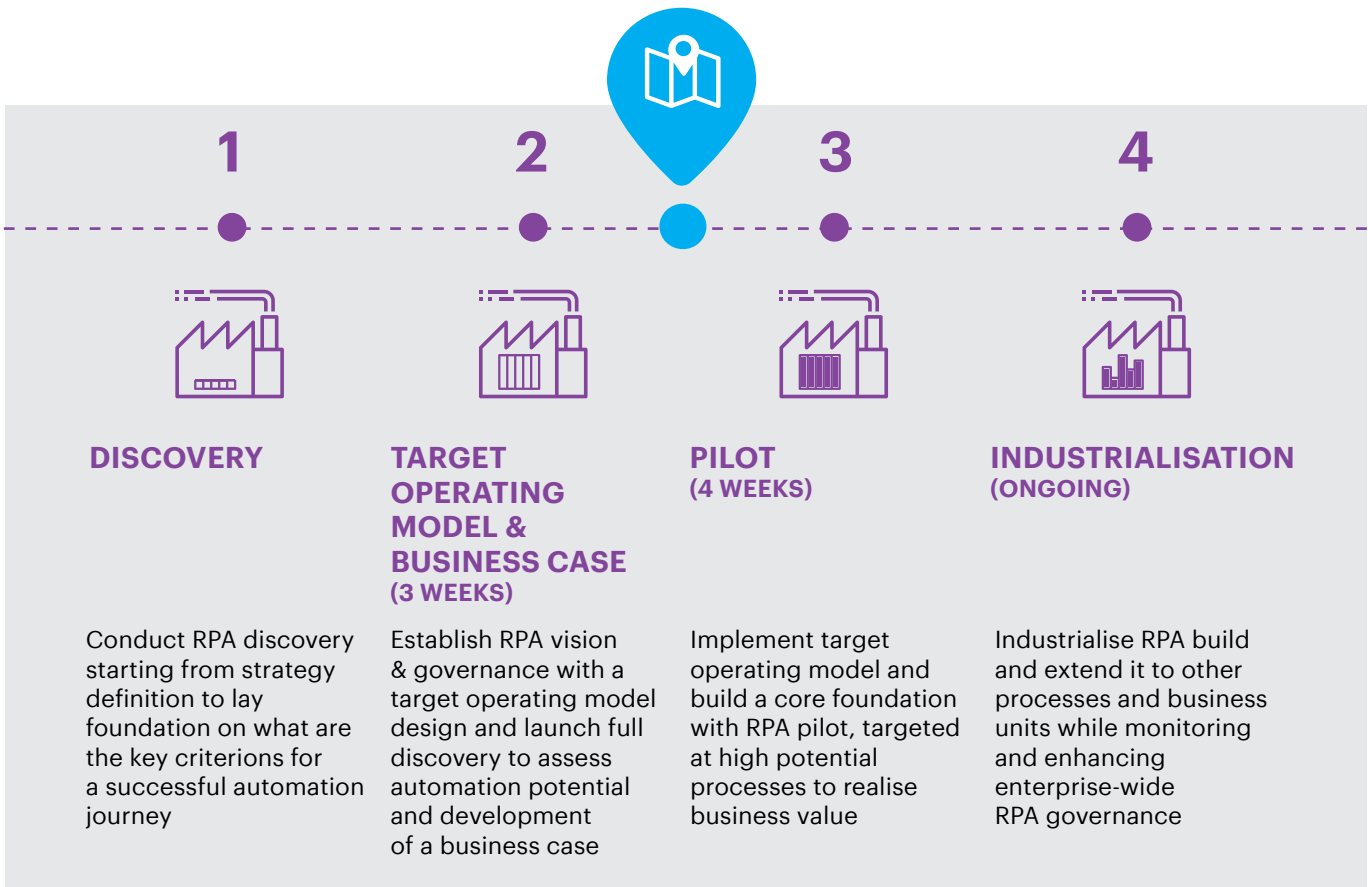 1
2
3
4
DISCOVERY
Conduct RPA discovery
starting from strategy
definition to lay
foundation on what are
the key criterions for
a successful automation
journey
TARGET
OPERATING
MODEL &
BUSINESS CASE
(3 WEEKS)
Establish RPA vision
& governance with a
target operating model
design and launch full
discovery to assess
automation potential
and development
of a business case
PILOT
(4 WEEKS)
Implement target
operating model and
build a core foundation
with RPA pilot, targeted
at high potential
processes to realise
business value
INDUSTRIALISATION
(ONGOING)
Industrialise RPA build
and extend it to other
processes and business
units while monitoring
and enhancing
enterprise-wide
RPA governance